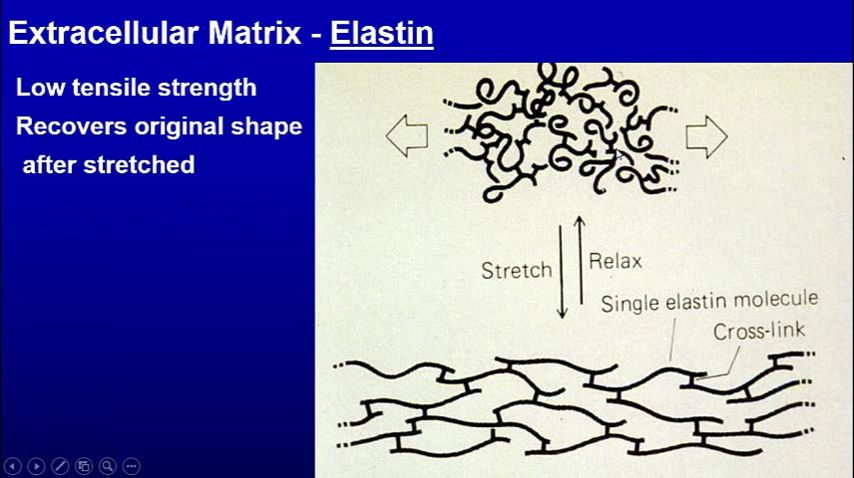 Extracellular Matrix - Elastin
Low tensile strength
Recovers original shape
after stretched
Stretch
Relax
Single elastin molecule
Cross-link